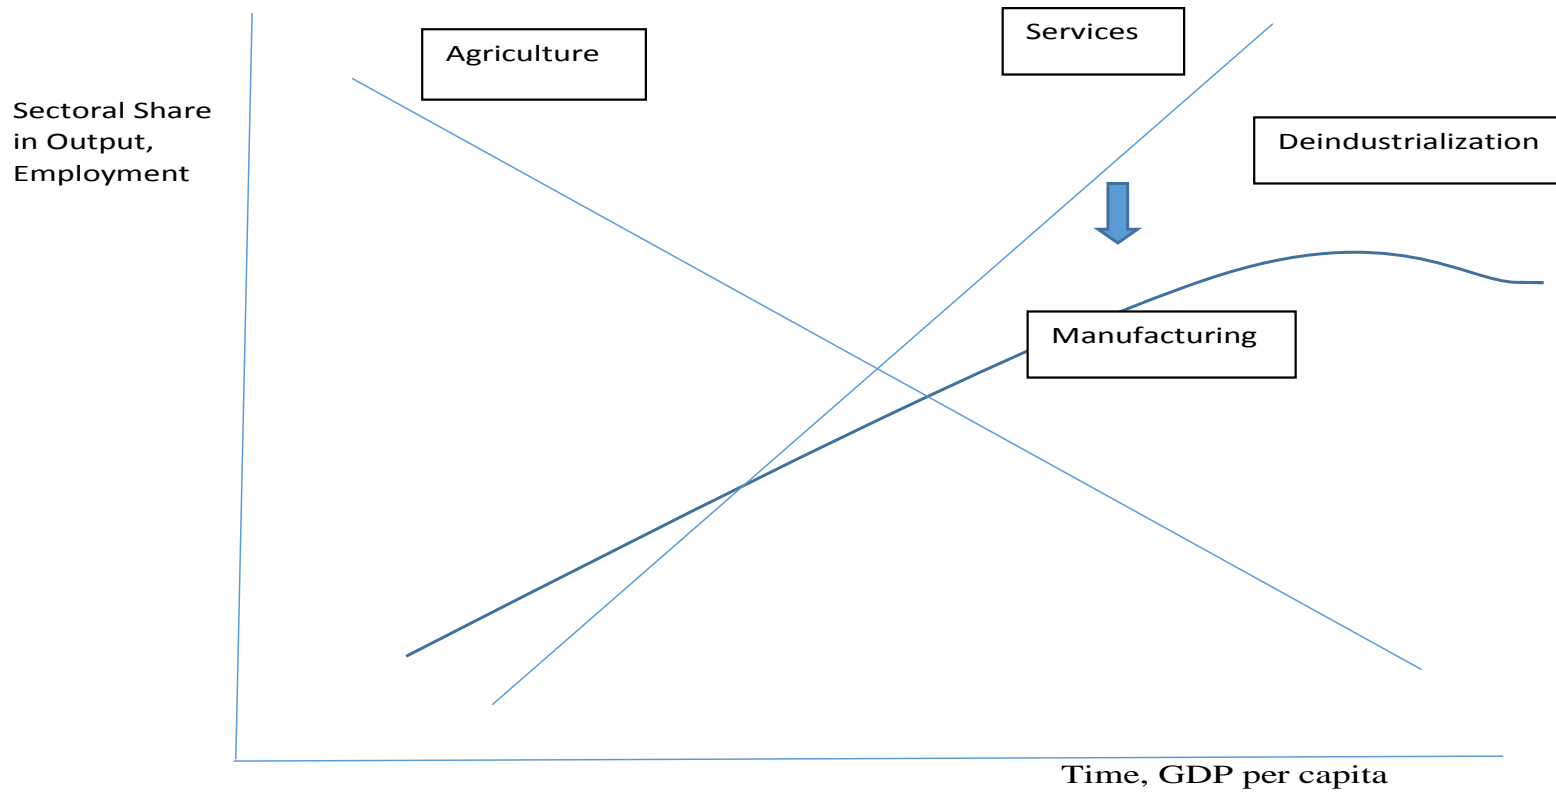 Services
Agriculture
Sectoral Share
in Output,
Employment
Deindustrialization
Manufacturing
Time, GDP per capita